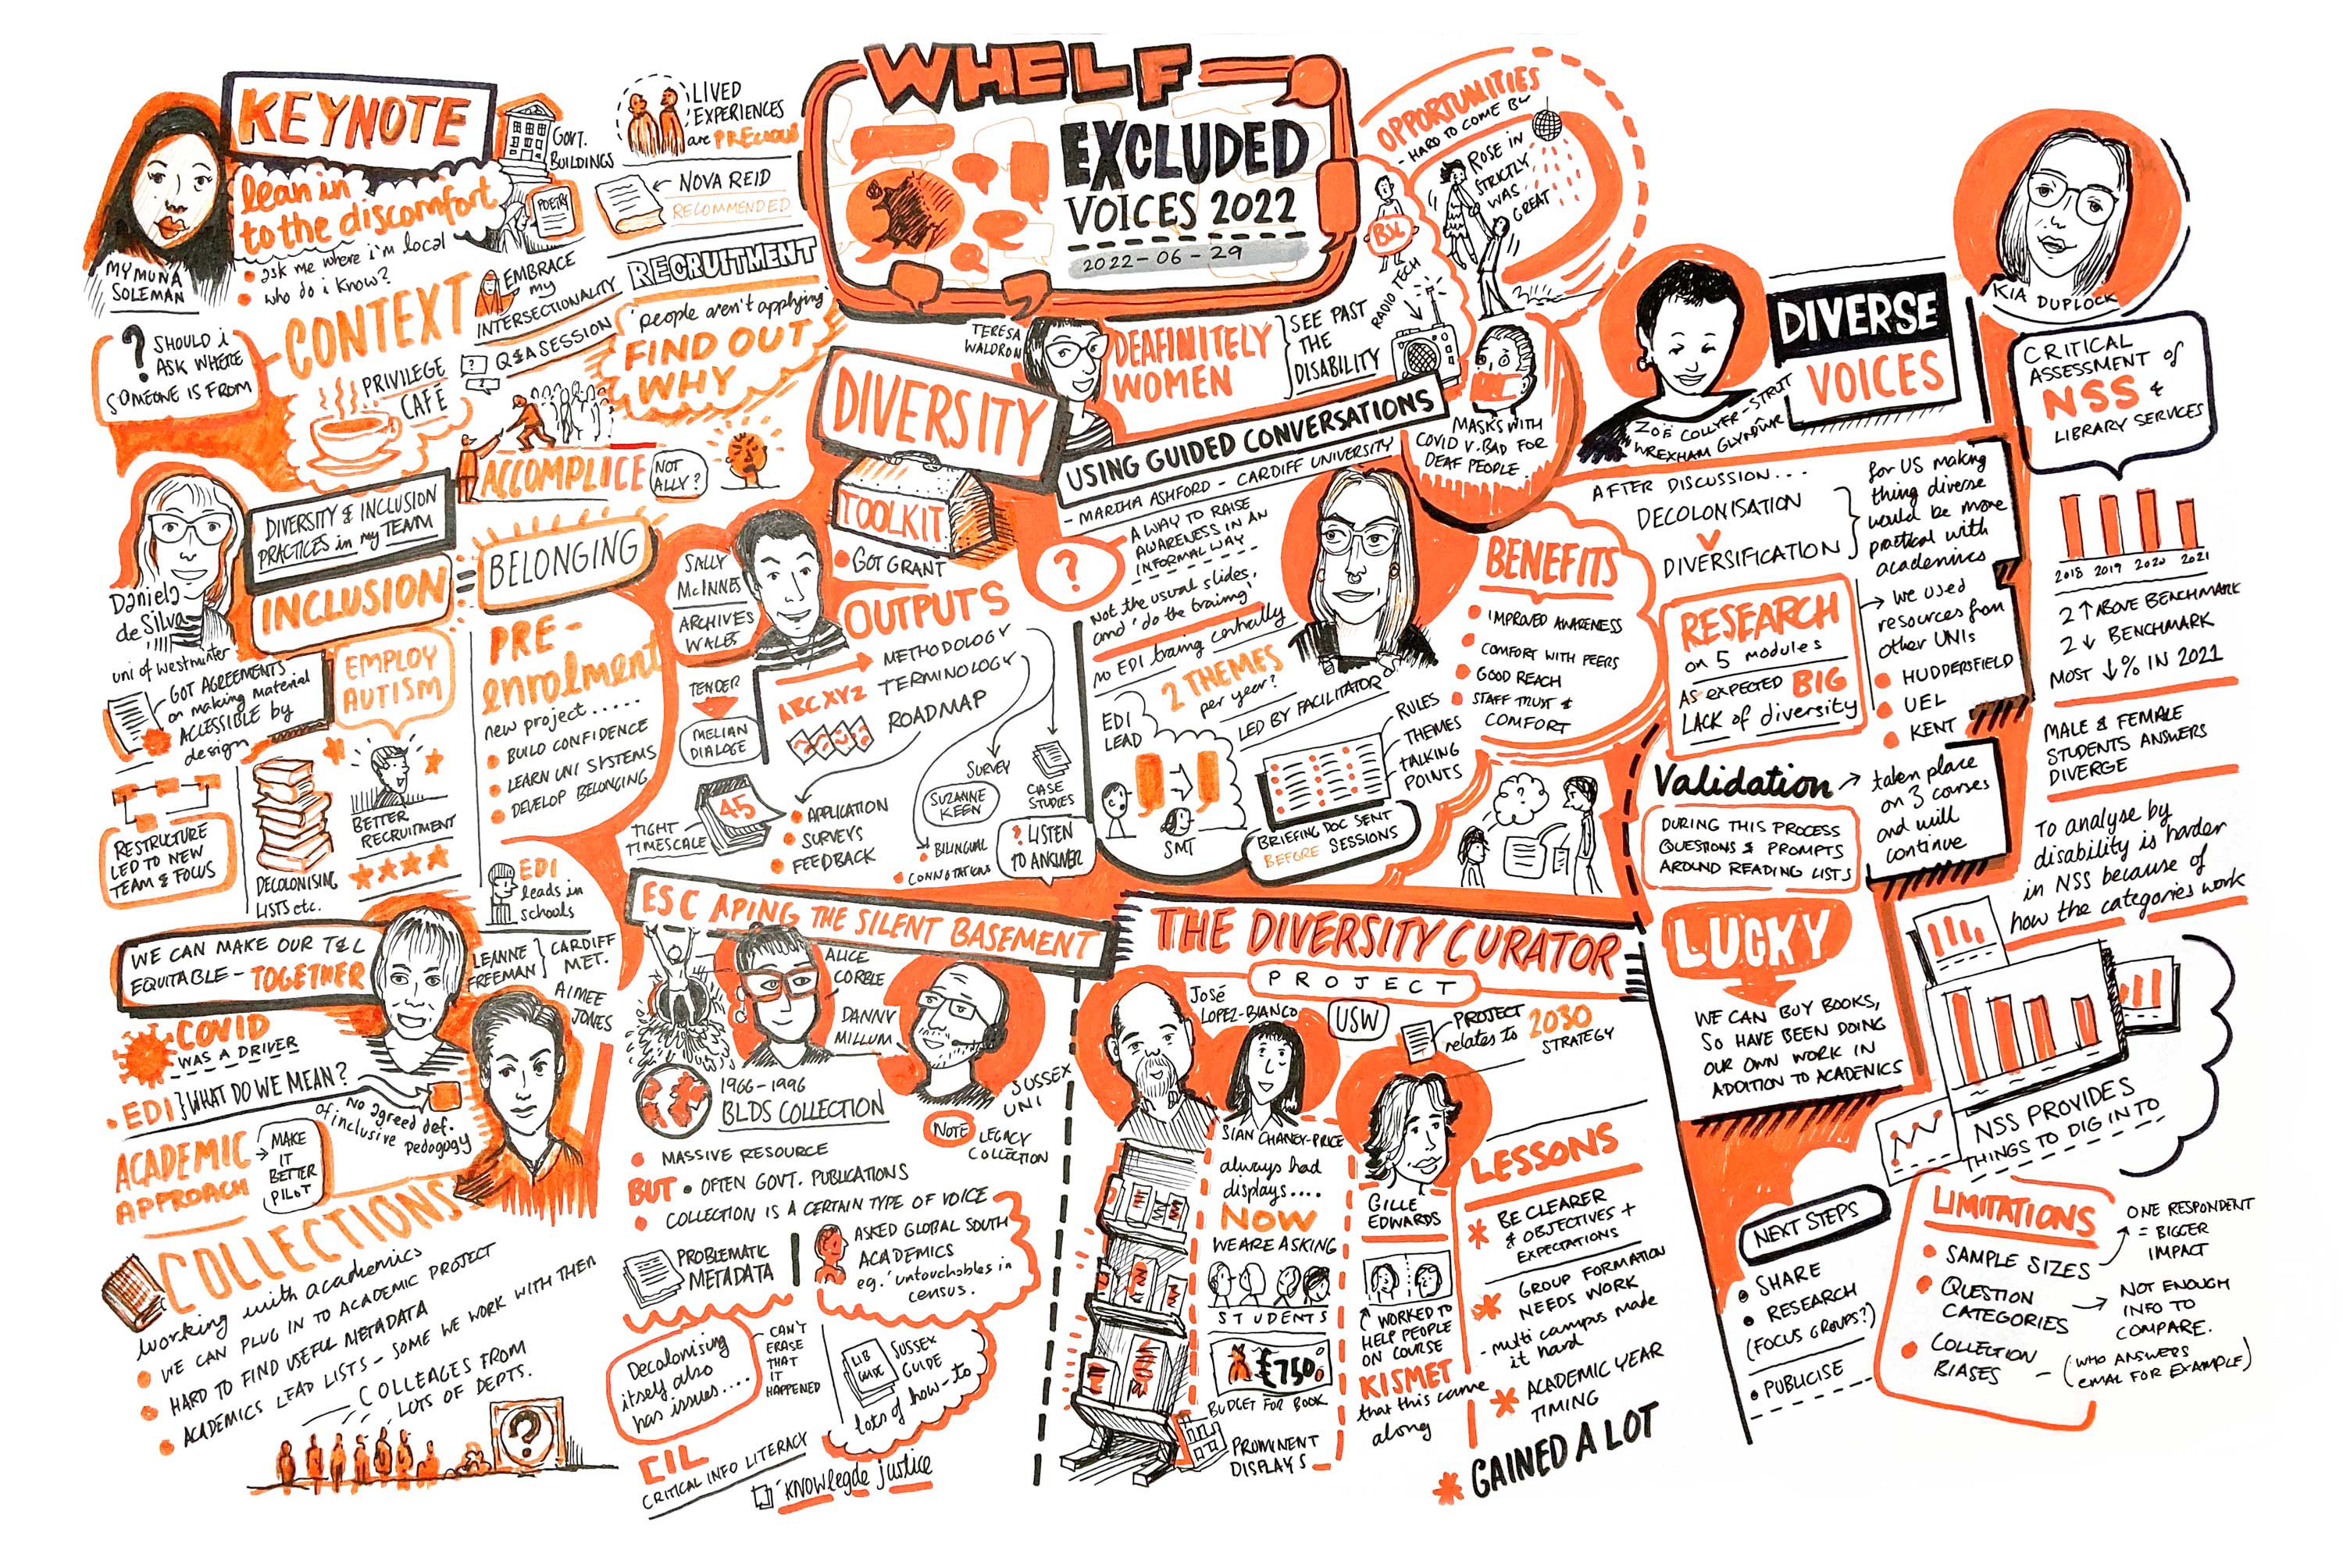 WHELF
EXCLUDED
VOICES 2022
2022-06-29
KEYNOTE
MYMUNA
SOLEMAN
lean in
to the discomfort
ask me where i'm local
who do i know?
GOVT.
BUILDINGS
POETRY
LIVED
EXPERIENCES
are PRECIOUS
NOVA REID
RECOMMENDED
?
SHOULD i
ASK WHERE
SOMEONE IS FROM
CONTEXT
PRIVILEGE
CAFÉ
EMBRACE
my
INTERSECTIONALITY
Q&A SESSION
RECRUITMENT
'people aren't applying'
FIND OUT
WHY
ACCOMPLICE
NOT
ALLY?
Daniela
de Silva
uni of westminter
DIVERSITY & INCLUSION
PRACTICES in my TEAM
INCLUSION
=
BELONGING
GOT AGREEMENTS
on making material
ACLESSIBLE by
design
EMPLOY
AUTISM
RESTRUCTURE
LED TO NEW
TEAM & FOCUS
DECOLONISING
LISTS etc.
BETTER
RECRUITMENT
PRE-
enrolment
new project.....
BUILD CONFIDENCE
LEARN UNI SYSTEMS
DEVELOP BELONGING
EDI
leads in
schools
WE CAN MAKE OUR T&L
EQUITABLE - TOGETHER
LEANNE
FREEMAN
CARDIFF
MET.
AIMEE
JONES
COVID
WAS A DRIVER
EDI } WHAT DO WE MEAN?
NO agreed def.
of inclusive pedagogy
ACADEMIC
APPROACH
MAKE
IT
BETTER
PILOT
COLLECTIONS
working with academics
WE CAN PLUG IN TO ACADEMIC PROJECT
HARD TO FIND USEFUL METADATA
ACADEMICS LEAD LISTS - SOME WE WORK WITH THEM
COLLEAGES FROM
LOTS OF DEPTS.
?
DIVERSITY
TOOLKIT
SALLY
McINNES
ARCHIVES
WALES
GOT GRANT
OUTPUTS
METHODOLOGY
TERMINOLOGY
ABC XYZ
ROADMAP
TENDER
MELIAN
DIALOGE
TIGHT
TIMESCALE
45
APPLICATION
SURVEYS
FEEDBACK
SURVEY
SUZANNE
KEEN
BILINGUAL
CONNOTATIONS
CASE
STUDIES
? LISTEN
TO ANSWER
TERESA
WALDRON
DEAFINITELY
WOMEN
SEE PAST
THE
DISABILITY
OPPORTUNITIES
- HARD TO COME BY
ROSE IN
STRICTLY
WAS
GREAT
BSL
RADIO TECH
MASKS WITH
COVID V. BAD FOR
DEAF PEOPLE
USING GUIDED CONVERSATIONS
- MARTHA ASHFORD - CARDIFF UNIVERSITY
?
A WAY TO RAISE
AWARENESS IN AN
INFORMAL WAY
Not the usual slides,
and 'do the traimg'
no EDI traing centrally
2 THEMES
per year?
LED BY FACILITATOR
EDI
LEAD
SMT
RULES
THEMES
TALKING
POINTS
BRIEFING DOC SENT
BEFORE SESSIONS
BENEFITS
IMPROVED AWARENESS
COMFORT WITH PEERS
GOOD REACH
STAFF TRUST &
COMFORT
?
ESCAPING THE SILENT BASEMENT
ALICE
CORBLE
DANNY
MILLUM
SUSSEX
UNI
1966-1996
BLDS COLLECTION
NOTE
LEGACY
COLLECTION
MASSIVE RESOURCE
BUT • OFTEN GOVT. PUBLICATIONS
COLLECTION IS A CERTAIN TYPE OF VOICE
PROBLEMATIC
METADATA
ASKED GLOBAL SOUTH
ACADEMICS
eg. 'untouchables in
census.
Decolonising
itself also
has issues....
CAN'T
ERASE
THAT
IT
HAPPENED
LIB
GUIDE
SUSSEX
GUIDE
lots of how-to
CIL
CRITICAL INFO LITERACY
'KNOWlegde justice
THE DIVERSITY CURATOR
PROJECT
José
LOPEZ-BLANCO
USW
PROJECT
relates to 2030
STRATEGY
SIAN CHANEY-PRICE
always had
displays....
NOW
WE ARE ASKING
STUDENTS
£750
BUDGET FOR BOOK
PROMINENT
DISPLAYS
GILLE
EDWARDS
WORKED TO
HELP PEOPLE
ON COURSE
KISMET
that this came
along
LESSONS
BE CLEARER
& OBJECTIVES +
EXPECTATIONS
GROUP FORMATION
NEEDS WORK
- multi campus made
it hard
ACADEMIC YEAR
TIMING
GAINED A LOT
DIVERSE
VOICES
ZOË COLLYER-STRUT
WREXHAM GLYNDWR
AFTER DISCUSSION...
DECOLONISATION
DIVERSIFICATION
for US making
thing diverse
would be more
practical with
academics
RESEARCH
on 5 modules
AS EXPECTED BIG
LACK of diversity
we used
resources from
other UNIs
HUDDERSFIELD
UEL
KENT
Validation
taken place
on 3 courses
and will
continue
DURING THIS PROCESS
QUESTIONS & PROMPTS
AROUND READING LISTS
LUCKY
WE CAN BUY BOOKS,
SO HAVE BEEN DOING
OUR OWN WORK IN
ADDITION TO ACADEMICS
KIA DUPLOCK
CRITICAL
ASSESSMENT of
NSS &
LIBRARY SERVICES
2018 2019 2020 2021
2 ↑ ABOVE BENCHMARK
2 ↓ BENCHMARK
MOST ↓ % IN 2021
MALE & FEMALE
STUDENTS ANSWERS
DIVERGE
TO analyse by
disability is harder
in NSS because of
how the categories work
NSS PROVIDES
THINGS TO DIG INTO
NEXT STEPS
SHARE
RESEARCH
(FOCUS GROUPS?)
PUBLICISE
LIMITATIONS
SAMPLE SIZES
ONE RESPONDENT
= BIGGER
IMPACT
QUESTION
CATEGORIES
NOT ENOUGH
INFO TO
COMPARE.
COLLECTION
BIASES
- (WHO ANSWERS
EMAIL FOR EXAMPLE)